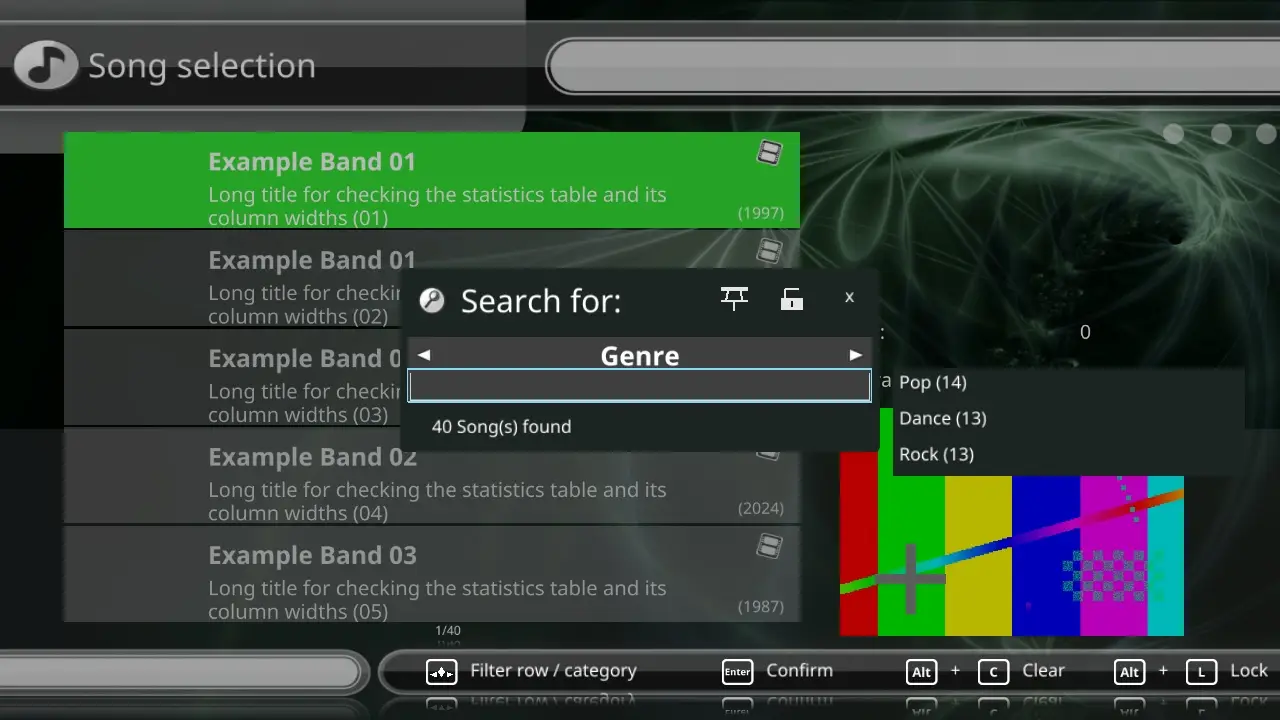 Song selection
Example Band 01
Long title for checking the statistics table and its
column widths (01)
(1997)
Example Band 01
Long title for
column widths (02)
Example Band
Long title for
column widths (03)
Example Band 02
Long title for checking the statistics table and its
column widths (04)
(2024)
Example Band 03
Long title for checking the statistics table and its
column widths (05)
(1987)
1/40
Search for:
x
Genre
40 Song(s) found
:
0
Pop (14)
Dance (13)
Rock (13)
Filter row / category
Enter Confirm
Alt + C Clear
Alt + L Lock